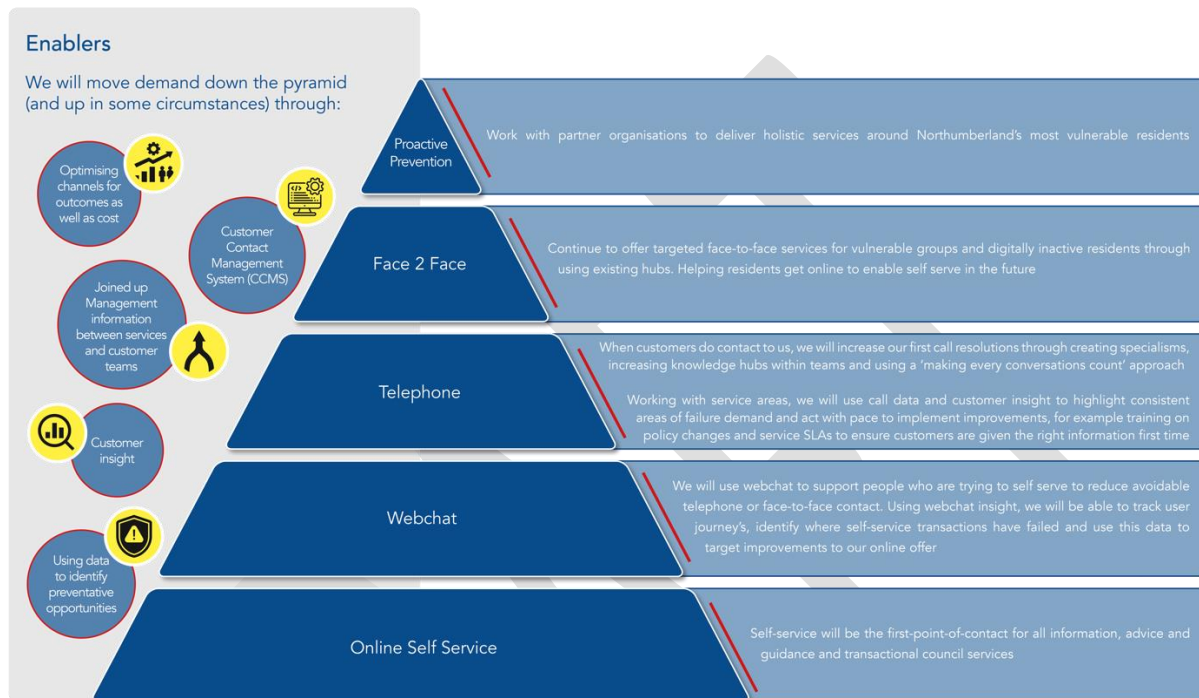 Enablers
We will move demand down the pyramid
(and up in some circumstances) through:
Optimising
channels for
outcomes as
well as cost
Customer
Contact
Management
System (CCMS)
Joined up
Management
information
between services
and customer
teams
Customer
insight
Using data
to identify
preventative
opportunities
Proactive
Prevention
Work with partner organisations to deliver holistic services around Northumberland's most vulnerable residents
Face 2 Face
Continue to offer targeted face-to-face services for vulnerable groups and digitally inactive residents through
using existing hubs. Helping residents get online to enable self serve in the future
Telephone
When customers do contact to us, we will increase our first call resolutions through creating specialisms,
increasing knowledge hubs within teams and using a 'making every conversations count' approach
Working with service areas, we will use call data and customer insight to highlight consistent
areas of failure demand and act with pace to implement improvements, for example training on
policy changes and service SLAs to ensure customers are given the right information first time
Webchat
We will use webchat to support people who are trying to self serve to reduce avoidable
telephone or face-to-face contact. Using webchat insight, we will be able to track user
journey's, identify where self-service transactions have failed and use this data to
target improvements to our online offer
Online Self Service
Self-service will be the first-point-of-contact for all information, advice and
guidance and transactional council services